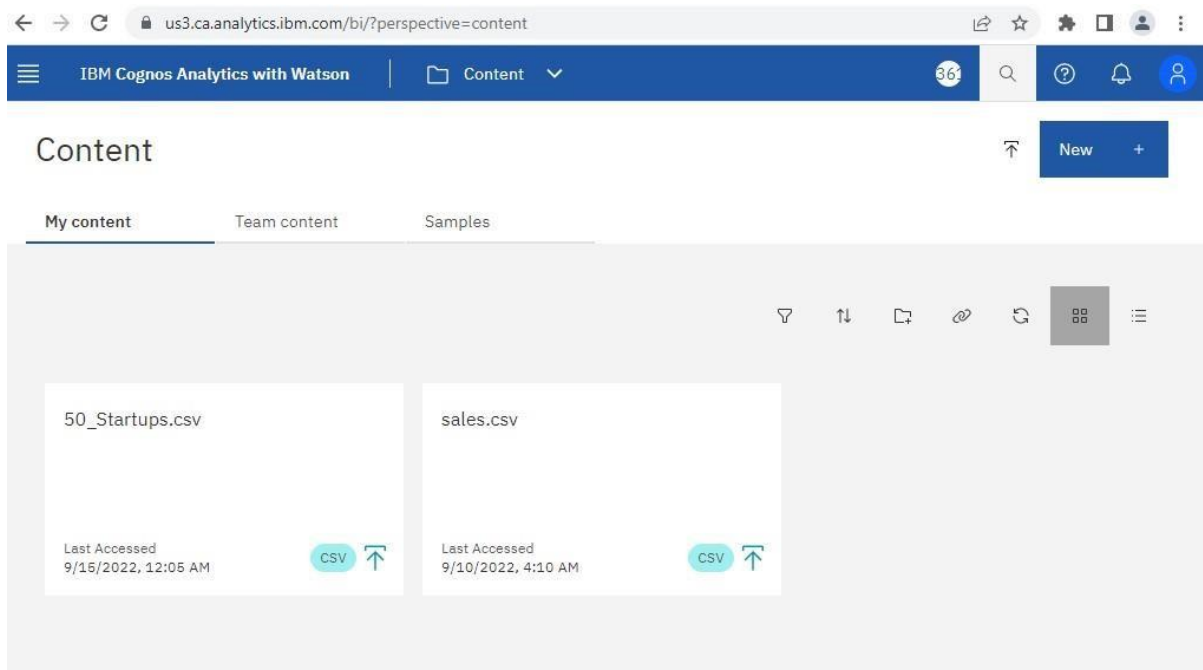 us3.ca.analytics.ibm.com/bi/?perspective=content
IBM Cognos Analytics with Watson
Content
361
Content
New +
My content
Team content
Samples
50_Startups.csv
Last Accessed
9/15/2022, 12:05 AM
CSV
sales.csv
Last Accessed
9/10/2022, 4:10 AM
CSV